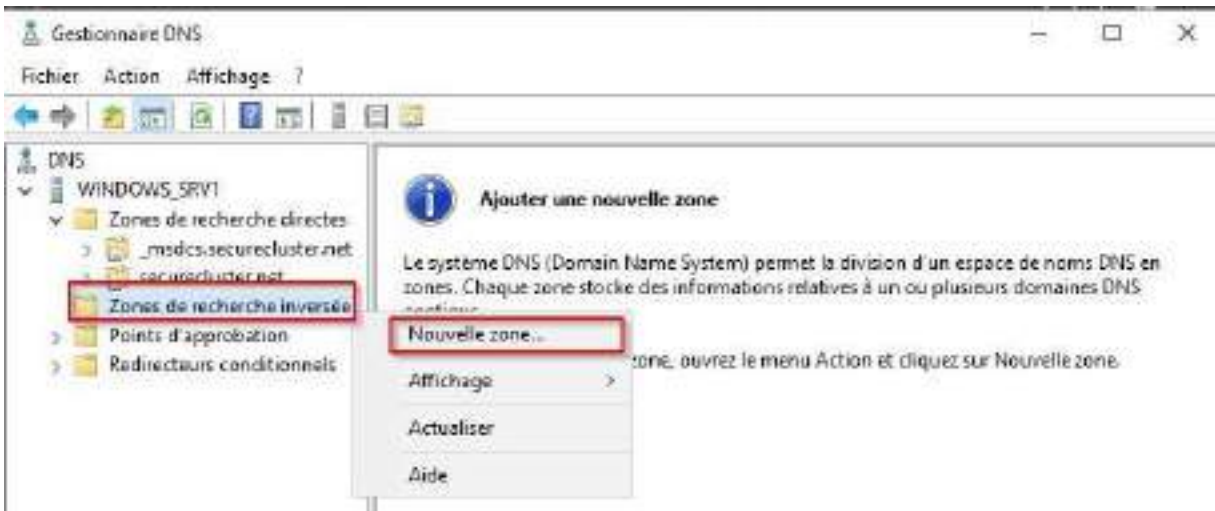 Gestionnaire DNS
Fichier Action Affichage ?
DNS
WINDOWS_SRV1
Zones de recherche directes
_msdcs.securecluster.net
securecluster.net
Zones de recherche inversée
Points d'approbation
Redirecteurs conditionnels
Ajouter une nouvelle zone
Le système DNS (Domain Name System) permet la division d'un espace de noms DNS en
zones. Chaque zone stocke des informations relatives à un ou plusieurs domaines DNS
Nouvelle zone...
zone, ouvrez le menu Action et cliquez sur Nouvelle zone.
Affichage >
Actualiser
Aide